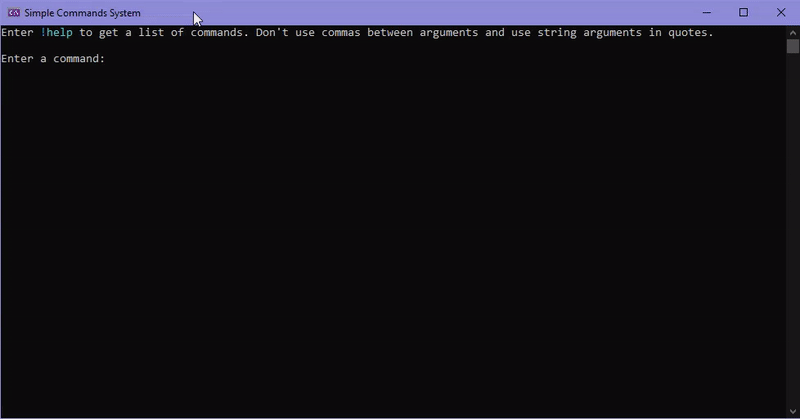 Simple Commands System
Enter !help to get a list of commands. Don't use commas between arguments and use string arguments in quotes.
Enter a command: